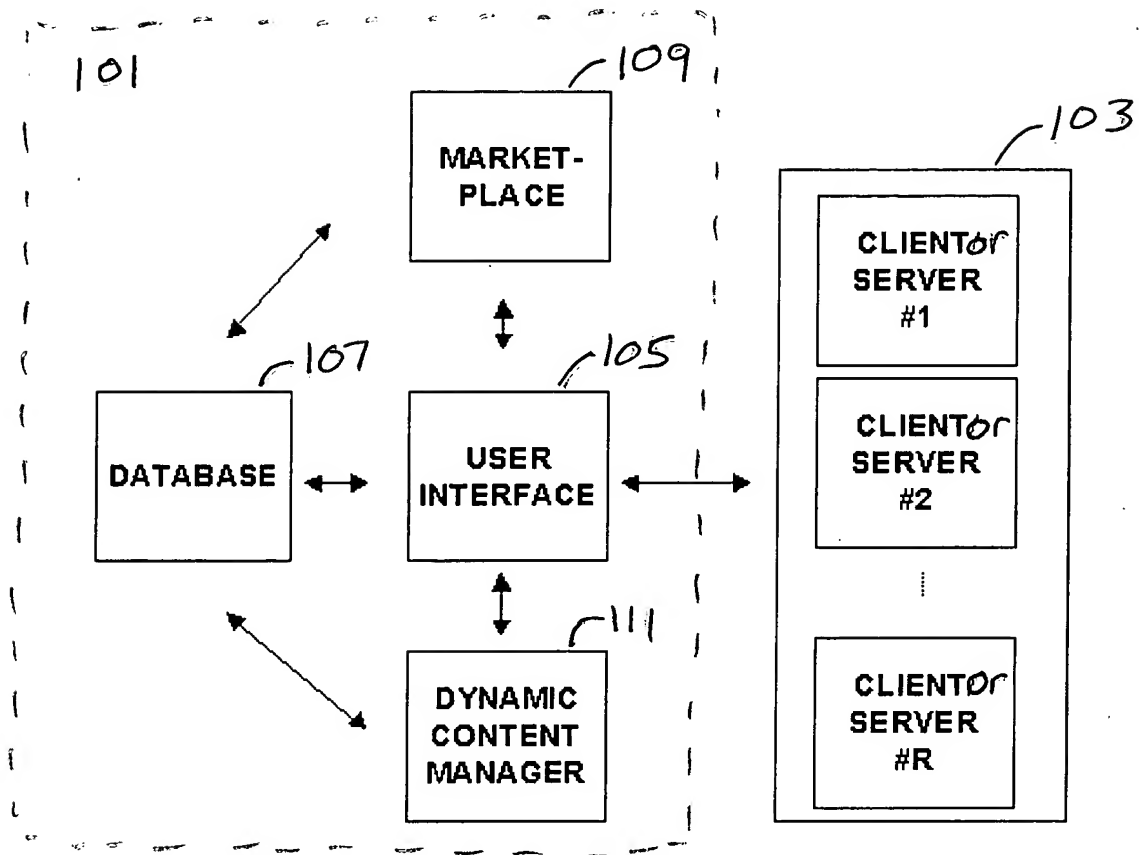 101
109
MARKET-
PLACE
103
CLIENT or
SERVER
#1
107
105
DATABASE
USER
INTERFACE
CLIENT or
SERVER
#2
111
DYNAMIC
CONTENT
MANAGER
CLIENT or
SERVER
#R